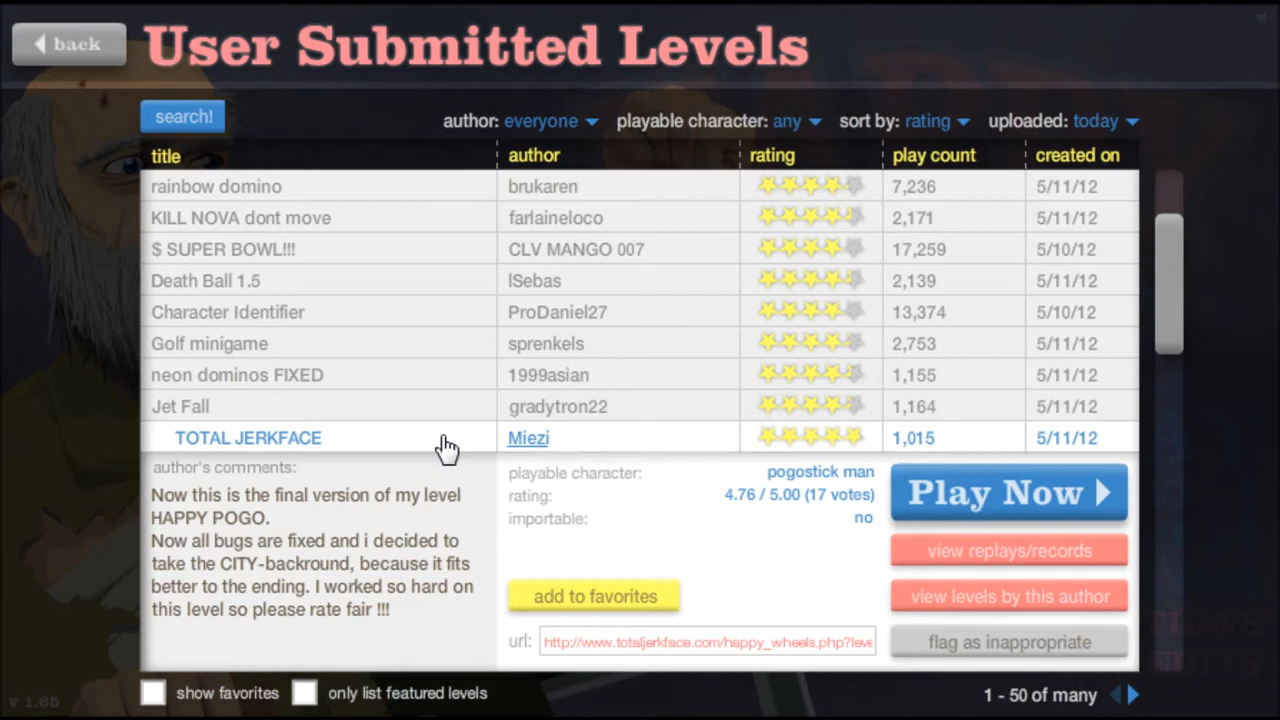 back
User Submitted Levels
search!
author: everyone playable character: any sort by: rating uploaded: today
title author rating play count created on
rainbow domino brukaren 7,236 5/11/12
KILL NOVA dont move farlaineloco 2,171 5/11/12
$ SUPER BOWL!!! CLV MANGO 007 17,259 5/10/12
Death Ball 1.5 lSebas 2,139 5/11/12
Character Identifier ProDaniel27 13,374 5/10/12
Golf minigame sprenkels 2,753 5/11/12
neon dominos FIXED 1999asian 1,155 5/11/12
Jet Fall gradytron22 1,164 5/11/12
TOTAL JERKFACE Miezi 1,015 5/11/12
author's comments:
Now this is the final version of my level
HAPPY POGO.
Now all bugs are fixed and i decided to
take the CITY-backround, because it fits
better to the ending. I worked so hard on
this level so please rate fair !!!
playable character: pogostick man
rating: 4.76 / 5.00 (17 votes)
importable: no
add to favorites
url: http://www.totaljerkface.com/happy_wheels.php?leve
Play Now
view replays/records
view levels by this author
flag as inappropriate
v 1.65
show favorites only list featured levels
1 - 50 of many